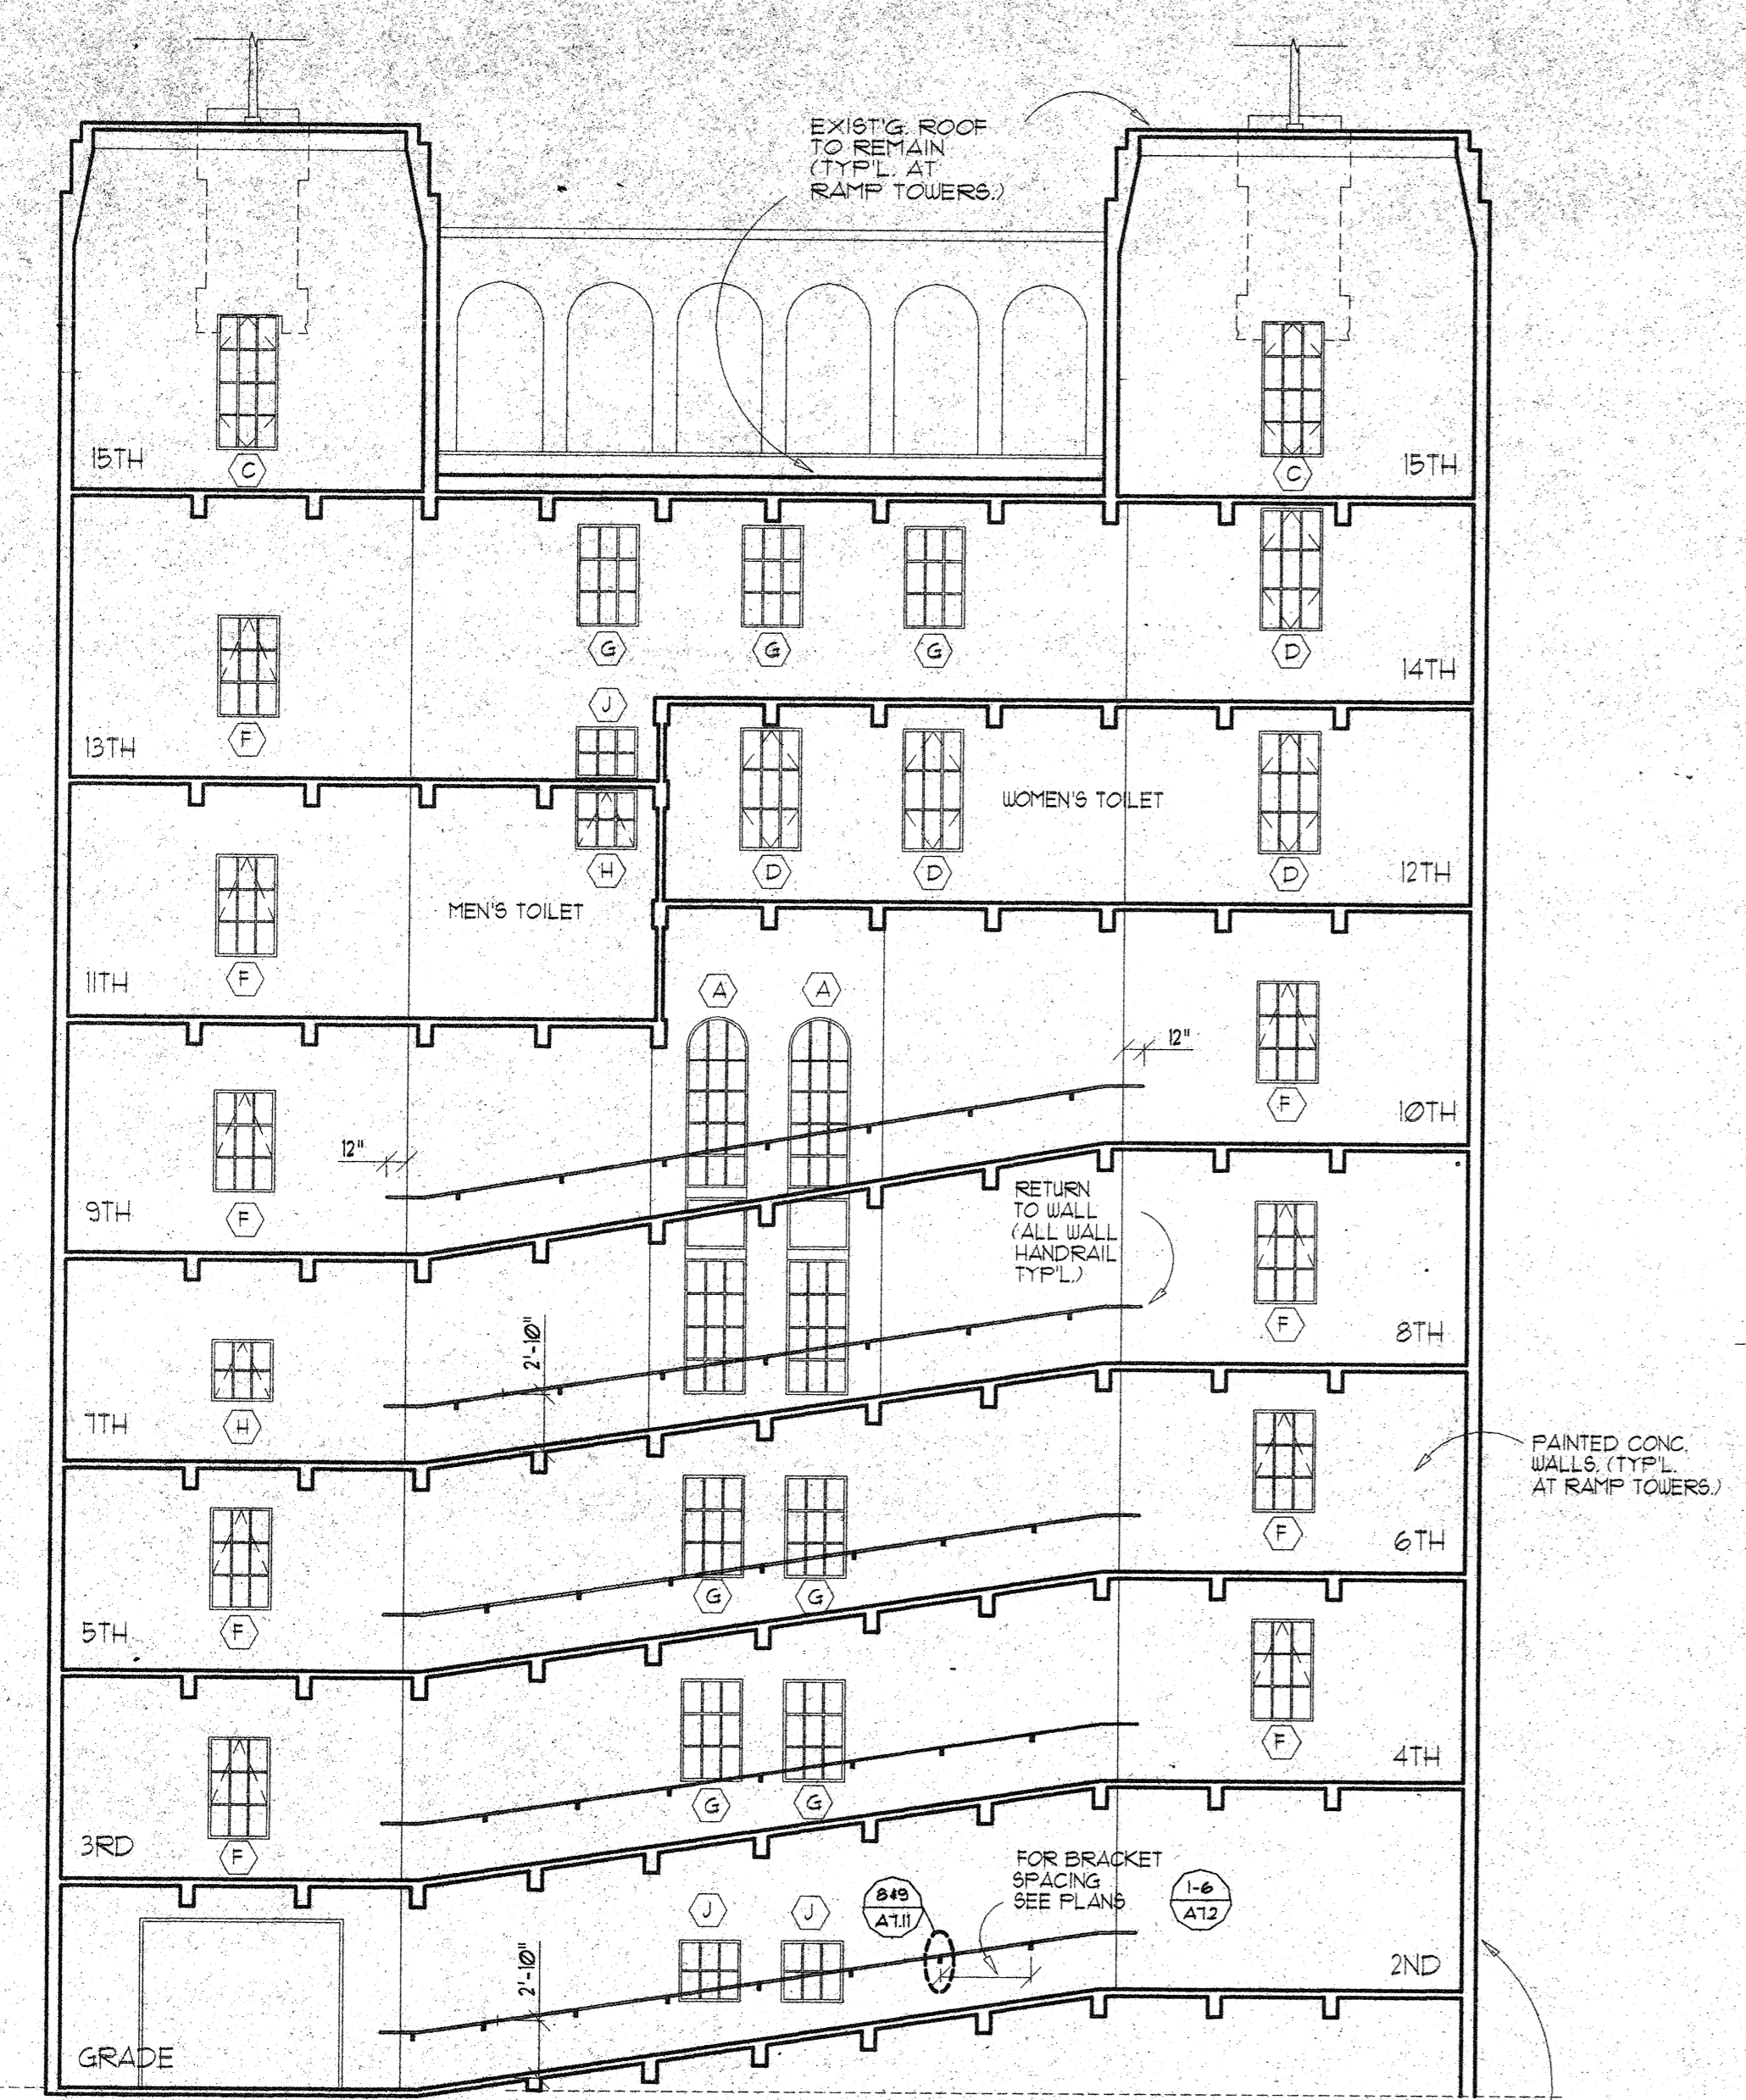 EXIST'G. ROOF
TO REMAIN
(TYP'L. AT
RAMP TOWERS.)
15TH
C
15TH
C
G
G
G
D
14TH
J
13TH
F
WOMEN'S TOILET
H
D
D
D
12TH
MEN'S TOILET
11TH
F
A
A
12"
F
10TH
12"
9TH
F
RETURN
TO WALL
(ALL WALL
HANDRAIL
TYP'L.)
2'-10"
F
8TH
7TH
H
PAINTED CONC.
WALLS. (TYP'L.
AT RAMP TOWERS.)
F
6TH
G
G
5TH
F
F
4TH
G
G
3RD
F
FOR BRACKET
SPACING
SEE PLANS
8&9
A7.11
1-6
A7.2
J
J
2'-10"
2ND
GRADE